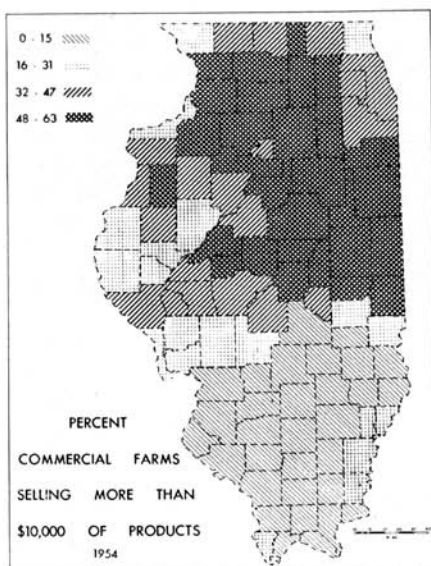 0 - 15
16 - 31
32 - 47
48 - 63
PERCENT
COMMERCIAL FARMS
SELLING MORE THAN
$10,000 OF PRODUCTS
1954